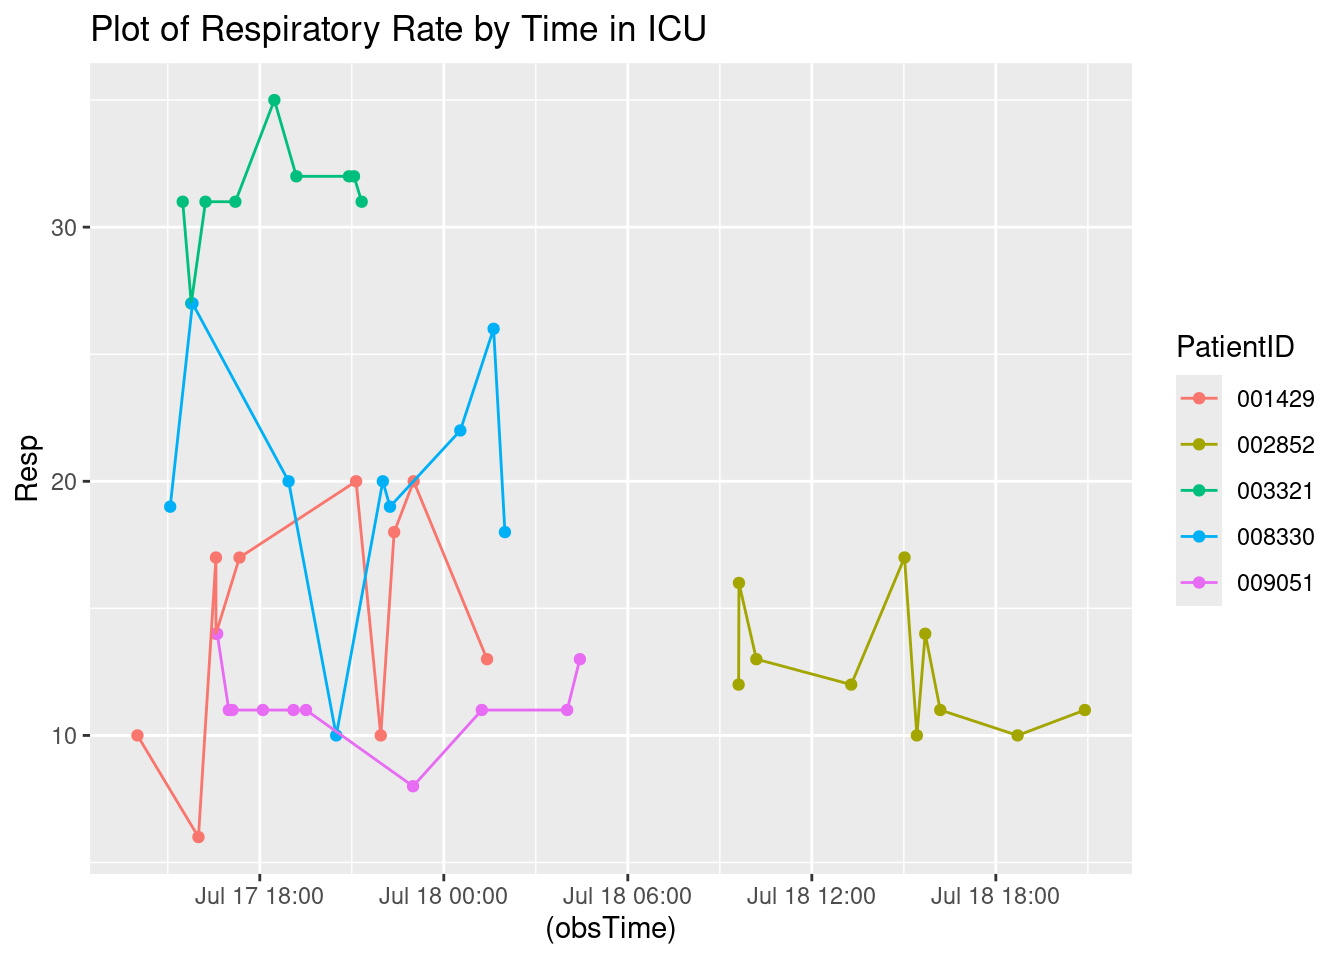 Plot of Respiratory Rate by Time in ICU
Resp
30
20
10
Jul 17 18:00
Jul 18 00:00
Jul 18 06:00
Jul 18 12:00
Jul 18 18:00
(obsTime)
PatientID
001429
002852
003321
008330
009051